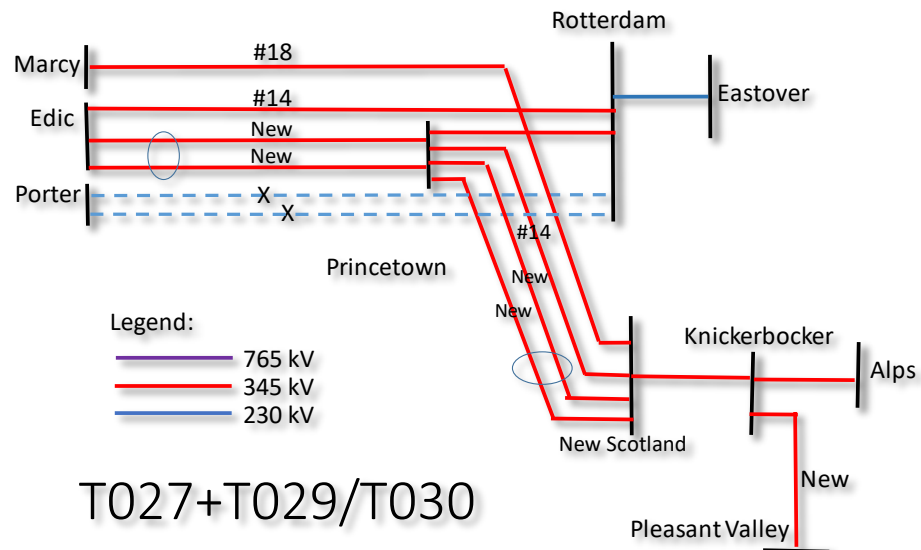 Rotterdam
Marcy
#18
Eastover
#14
Edic
New
New
Porter
X
X
#14
Princetown
New
New
Legend:
765 kV
345 kV
230 kV
Knickerbocker
Alps
New Scotland
New
T027+T029/T030
Pleasant Valley